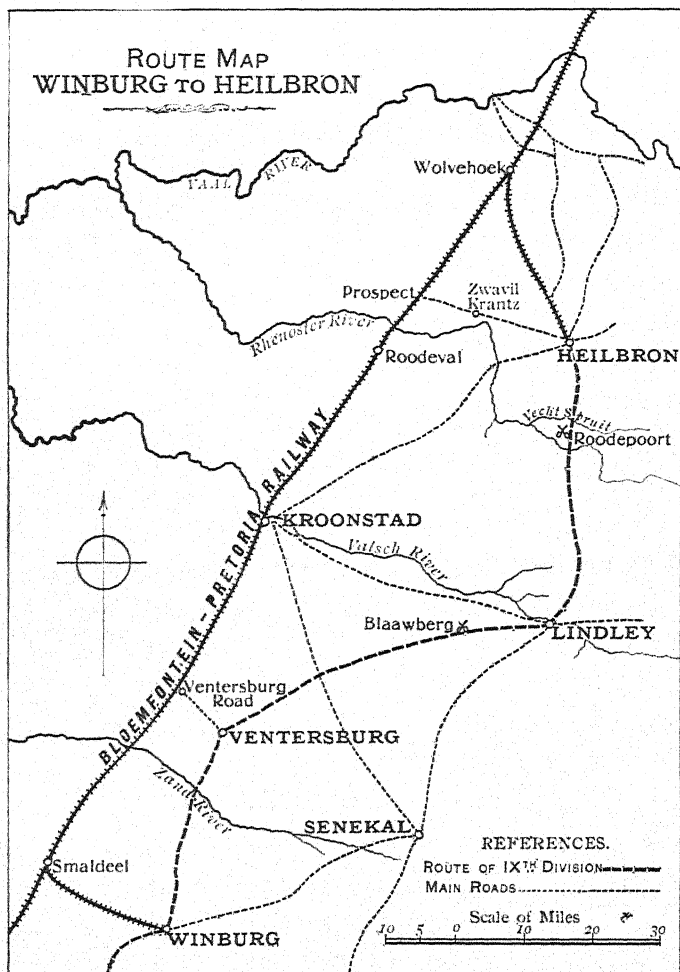 ROUTE MAP
WINBURG TO HEILBRON
VAAL RIVER
Wolvehoek
Prospect
Zwavil
Krantz
Rhenoster River
Roodeval
HEILBRON
Vecht Spruit
Roodepoort
BLOEMFONTEIN - PRETORIA RAILWAY
KROONSTAD
Valsch River
Blaawberg
LINDLEY
Ventersburg
Road
VENTERSBURG
Zand River
SENEKAL
Smaldeel
WINBURG
REFERENCES.
ROUTE OF IXTH DIVISION
MAIN ROADS
Scale of Miles
10 5 0 10 20 30